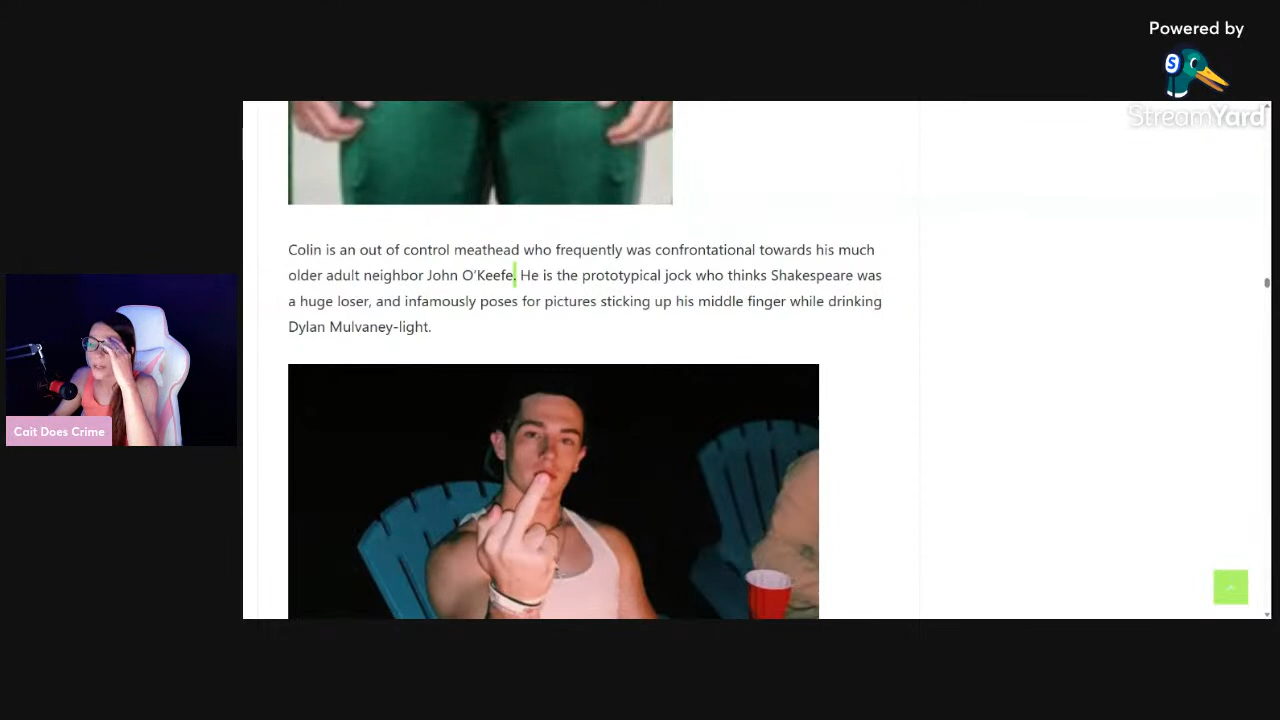 Powered by
S
StreamYard
Colin is an out of control meathead who frequently was confrontational towards his much
older adult neighbor John O'Keefe. He is the prototypical jock who thinks Shakespeare was
a huge loser, and infamously poses for pictures sticking up his middle finger while drinking
Dylan Mulvaney-light.
Cait Does Crime